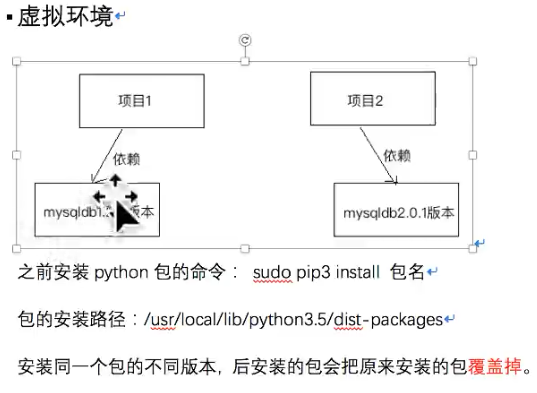 ▪虚拟环境
项目1 项目2
依赖 依赖
mysqldb1. 版本 mysqldb2.0.1版本
之前安装 python 包的命令： sudo pip3 install 包名
包的安装路径：/usr/local/lib/python3.5/dist-packages
安装同一个包的不同版本，后安装的包会把原来安装的包覆盖掉。